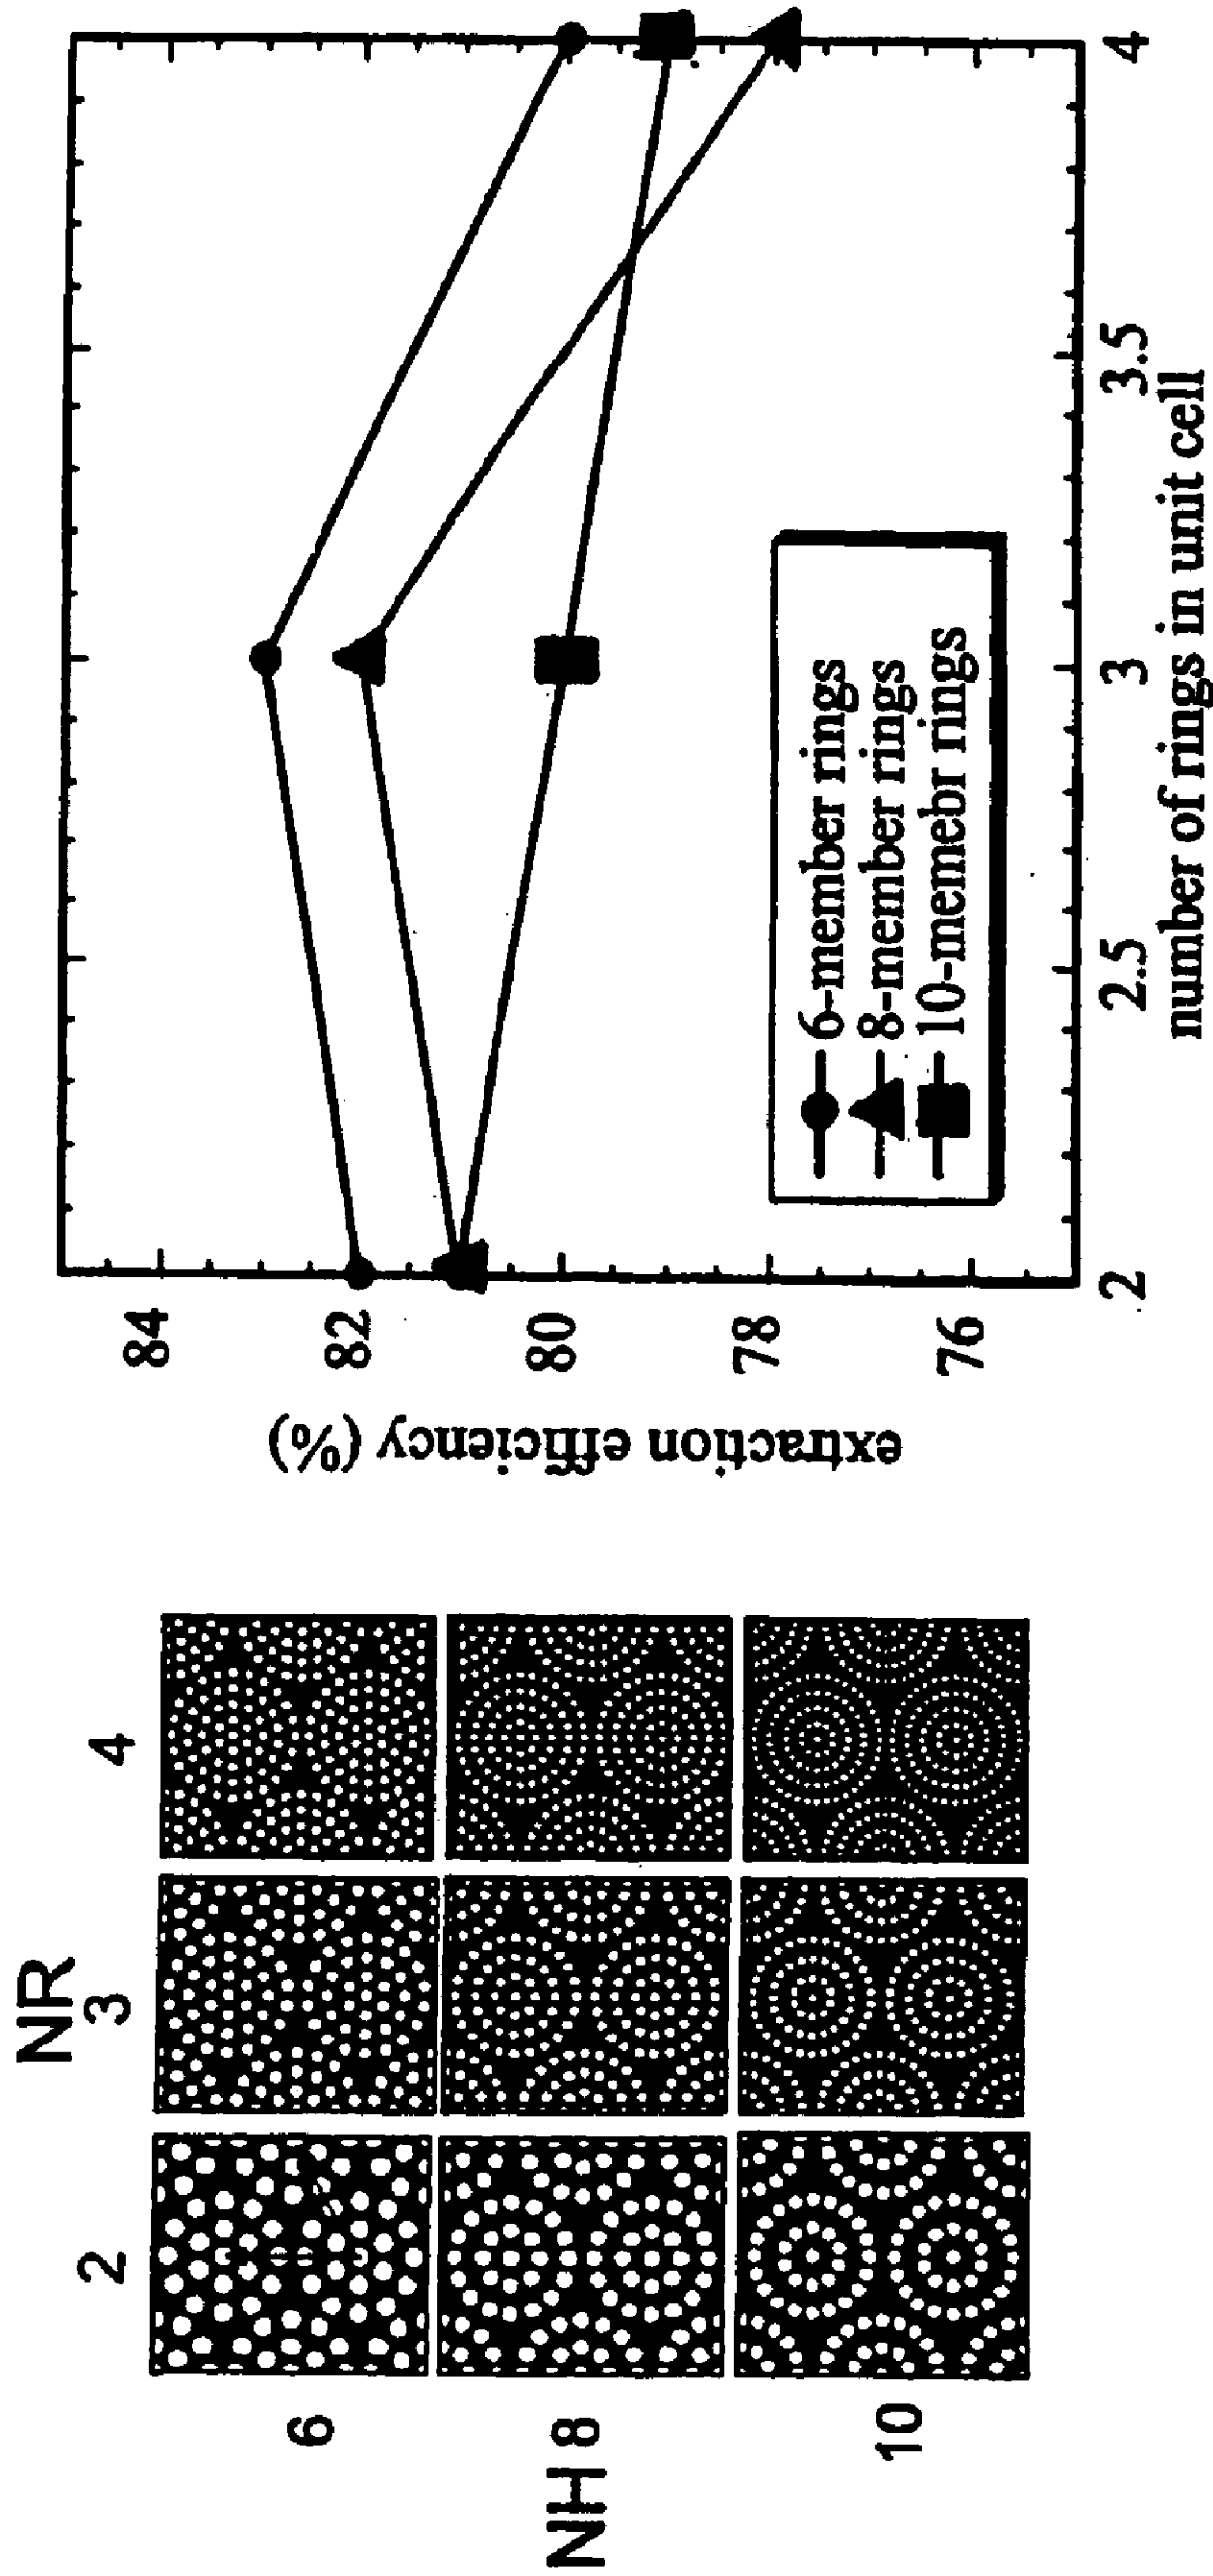 NR
2 3 4
6
NH 8
10
extraction efficiency (%)
84
82
80
78
76
6-member rings
8-member rings
10-memebr rings
2 2.5 3 3.5 4
number of rings in unit cell